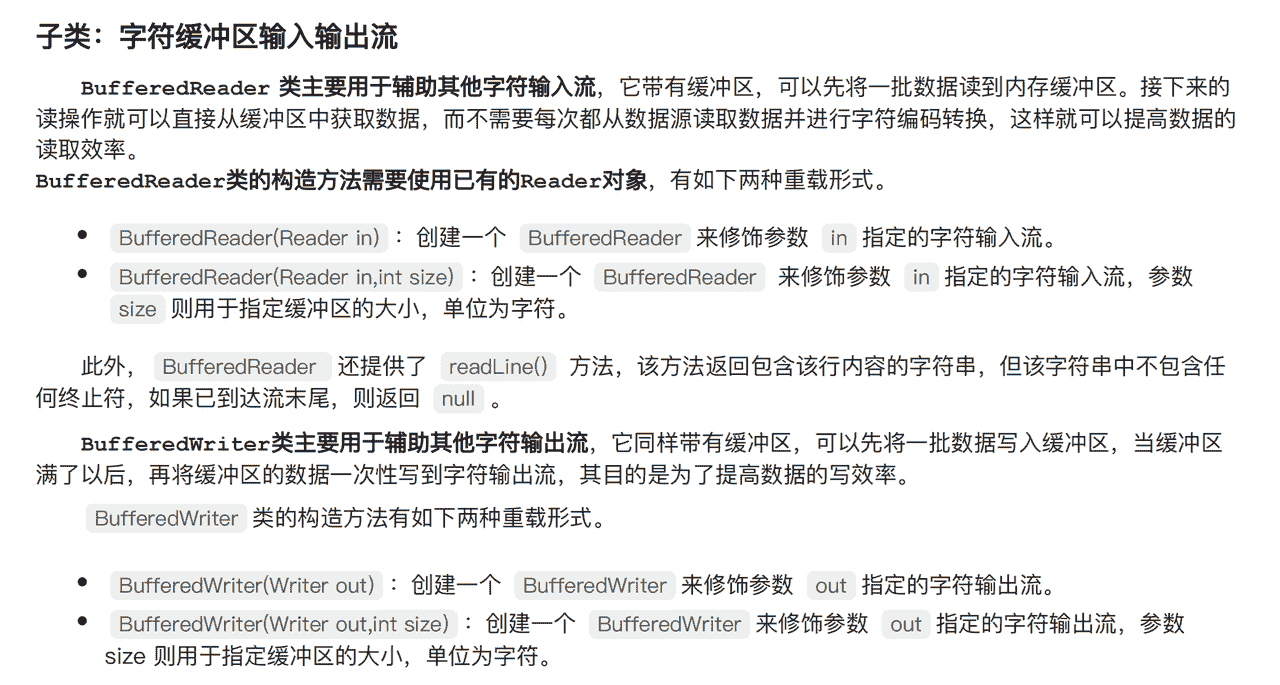 子类：字符缓冲区输入输出流
BufferedReader 类主要用于辅助其他字符输入流，它带有缓冲区，可以先将一批数据读到内存缓冲区。接下来的
读操作就可以直接从缓冲区中获取数据，而不需要每次都从数据源读取数据并进行字符编码转换，这样就可以提高数据的
读取效率。
BufferedReader类的构造方法需要使用已有的Reader对象，有如下两种重载形式。
• BufferedReader(Reader in) ：创建一个 BufferedReader 来修饰参数 in 指定的字符输入流。
• BufferedReader(Reader in,int size) ：创建一个 BufferedReader 来修饰参数 in 指定的字符输入流，参数
size 则用于指定缓冲区的大小，单位为字符。
此外， BufferedReader 还提供了 readLine() 方法，该方法返回包含该行内容的字符串，但该字符串中不包含任
何终止符，如果已到达流末尾，则返回 null 。
BufferedWriter类主要用于辅助其他字符输出流，它同样带有缓冲区，可以先将一批数据写入缓冲区，当缓冲区
满了以后，再将缓冲区的数据一次性写到字符输出流，其目的是为了提高数据的写效率。
BufferedWriter 类的构造方法有如下两种重载形式。
• BufferedWriter(Writer out) ：创建一个 BufferedWriter 来修饰参数 out 指定的字符输出流。
• BufferedWriter(Writer out,int size) ：创建一个 BufferedWriter 来修饰参数 out 指定的字符输出流，参数
size 则用于指定缓冲区的大小，单位为字符。